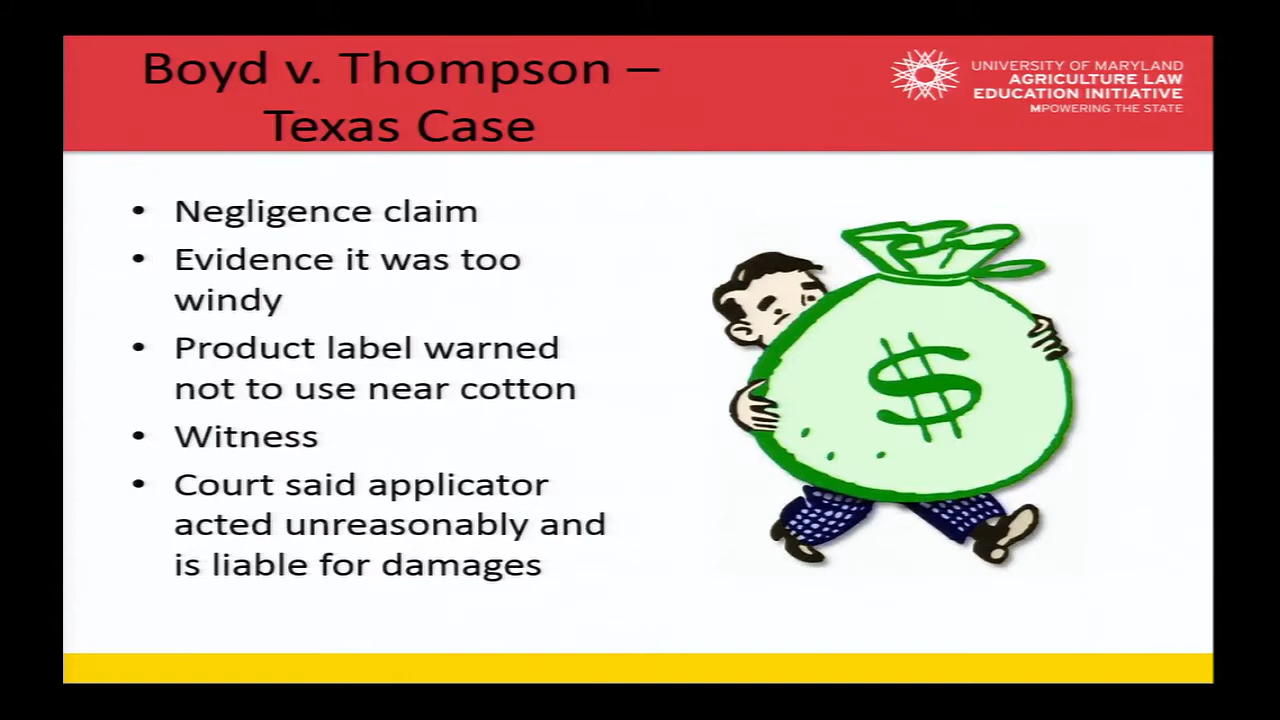 Boyd v. Thompson –
Texas Case
UNIVERSITY OF MARYLAND
AGRICULTURE LAW
EDUCATION INITIATIVE
MPOWERING THE STATE
• Negligence claim
• Evidence it was too
windy
• Product label warned
not to use near cotton
• Witness
• Court said applicator
acted unreasonably and
is liable for damages
$